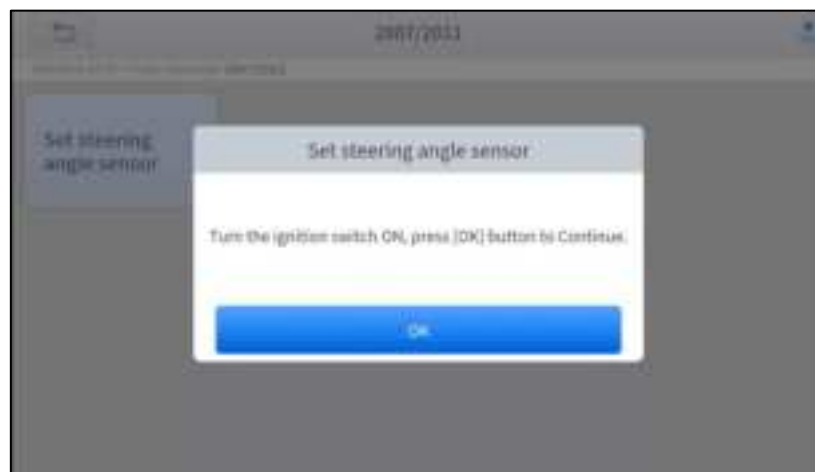 2007/2011
Set steering
angle sensor
Set steering angle sensor
Turn the ignition switch ON, press [OK] button to Continue.
OK